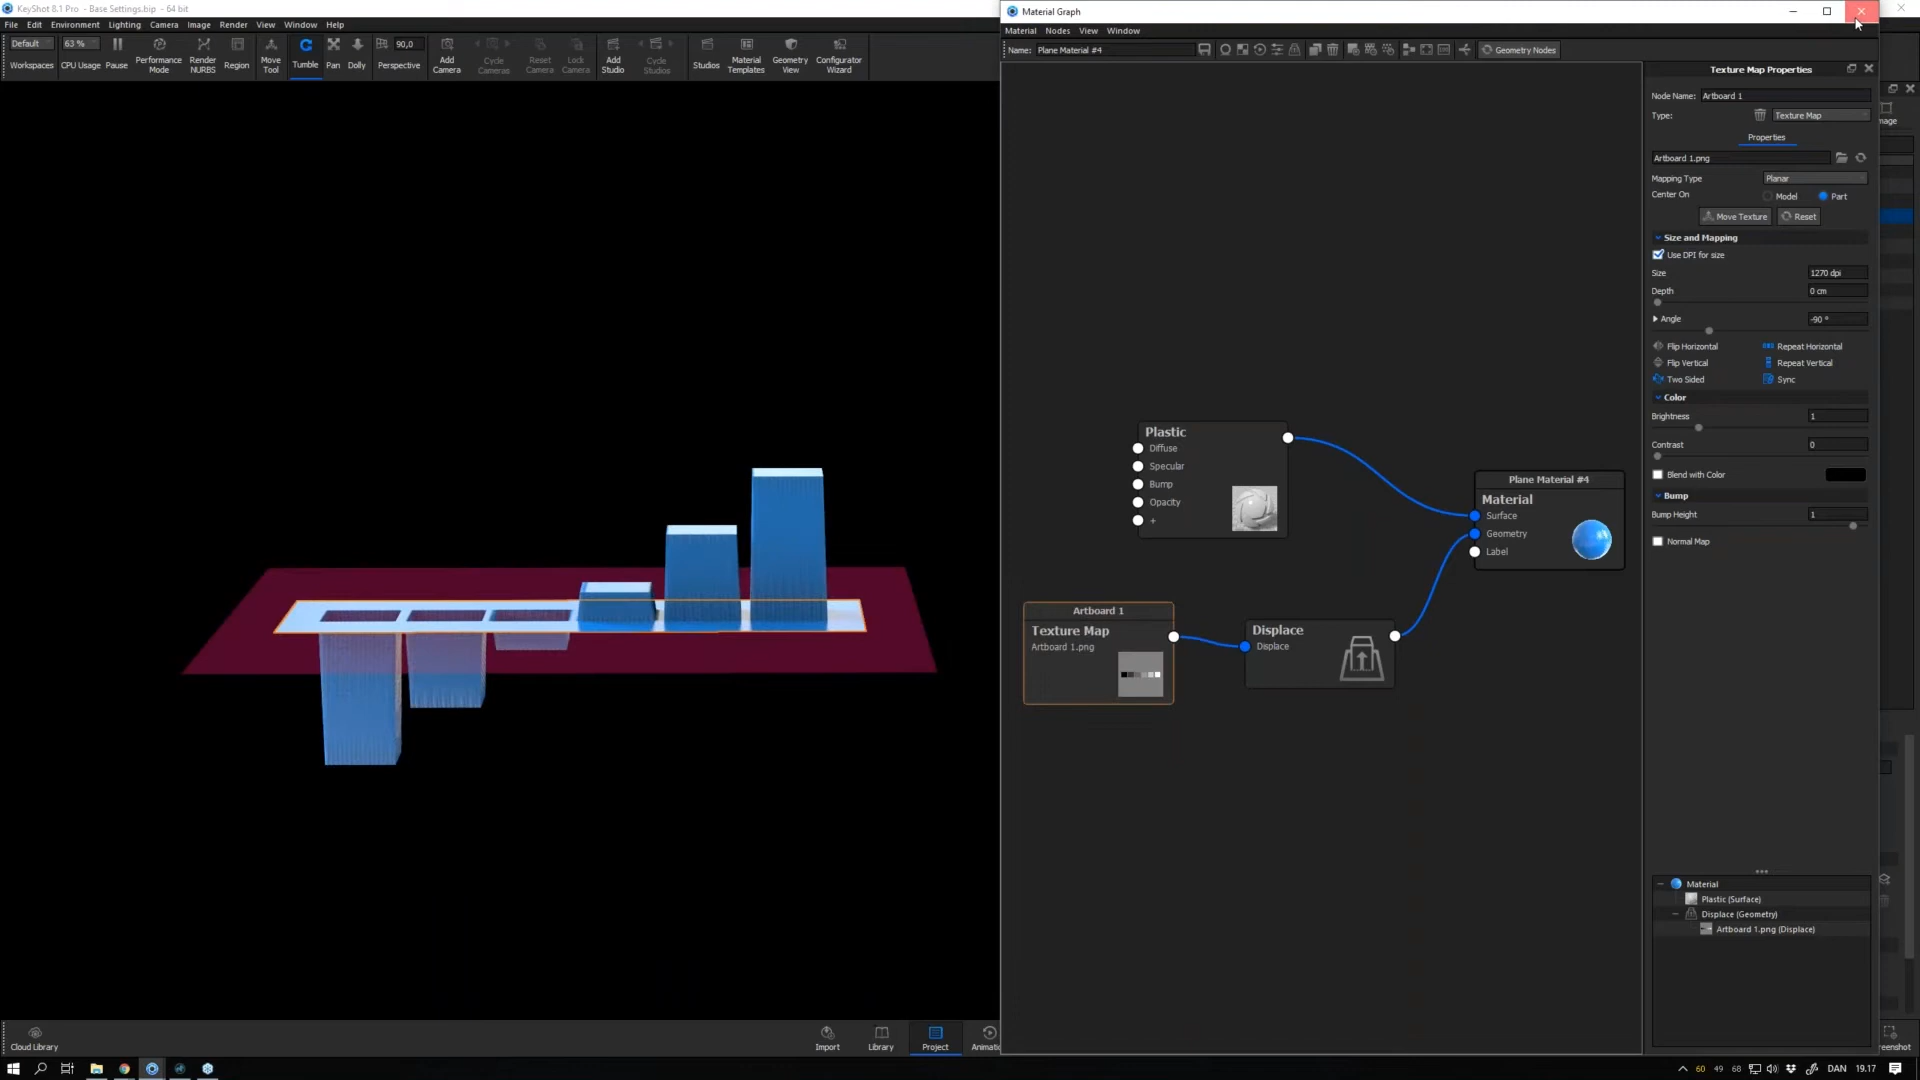 KeyShot 8.1 Pro - Base Settings.bip - 64 bit
File Edit Environment Lighting Camera Image Render View Window Help
Default
Workspaces
63 %
CPU Usage
Pause
Performance Mode
Render NURBS
Region
Move Tool
Tumble
Pan
Dolly
90,0
Perspective
Add Camera
Cycle Cameras
Reset Camera
Lock Camera
Add Studio
Cycle Studios
Studios
Material Templates
Geometry View
Configurator Wizard
Material Graph
Material Nodes View Window
Name: Plane Material #4
Geometry Nodes
Plastic
Diffuse
Specular
Bump
Opacity
+
Plane Material #4
Material
Surface
Geometry
Label
Artboard 1
Texture Map
Artboard 1.png
Displace
Displace
Texture Map Properties
Node Name: Artboard 1
Type: Texture Map
Properties
Artboard 1.png
Mapping Type Planar
Center On Model Part
Move Texture Reset
Size and Mapping
Use DPI for size
Size 1270 dpi
Depth 0 cm
Angle -90 °
Flip Horizontal Repeat Horizontal
Flip Vertical Repeat Vertical
Two Sided Sync
Color
Brightness 1
Contrast 0
Blend with Color
Bump
Bump Height 1
Normal Map
Material
Plastic (Surface)
Displace (Geometry)
Artboard 1.png (Displace)
Cloud Library
Import
Library
Project
Animatio
60 49 68 DAN 19.17